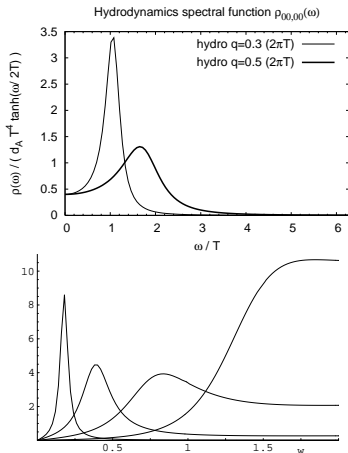 Hydrodynamics spectral function ρ00,00(ω)
hydro q=0.3 (2πT)
hydro q=0.5 (2πT)
ρ(ω) / ( d_A T^4 tanh(ω/ 2T) )
3.5
3
2.5
2
1.5
1
0.5
0
0 1 2 3 4 5 6
ω / T
10
8
6
4
2
0.5 1 1.5
w